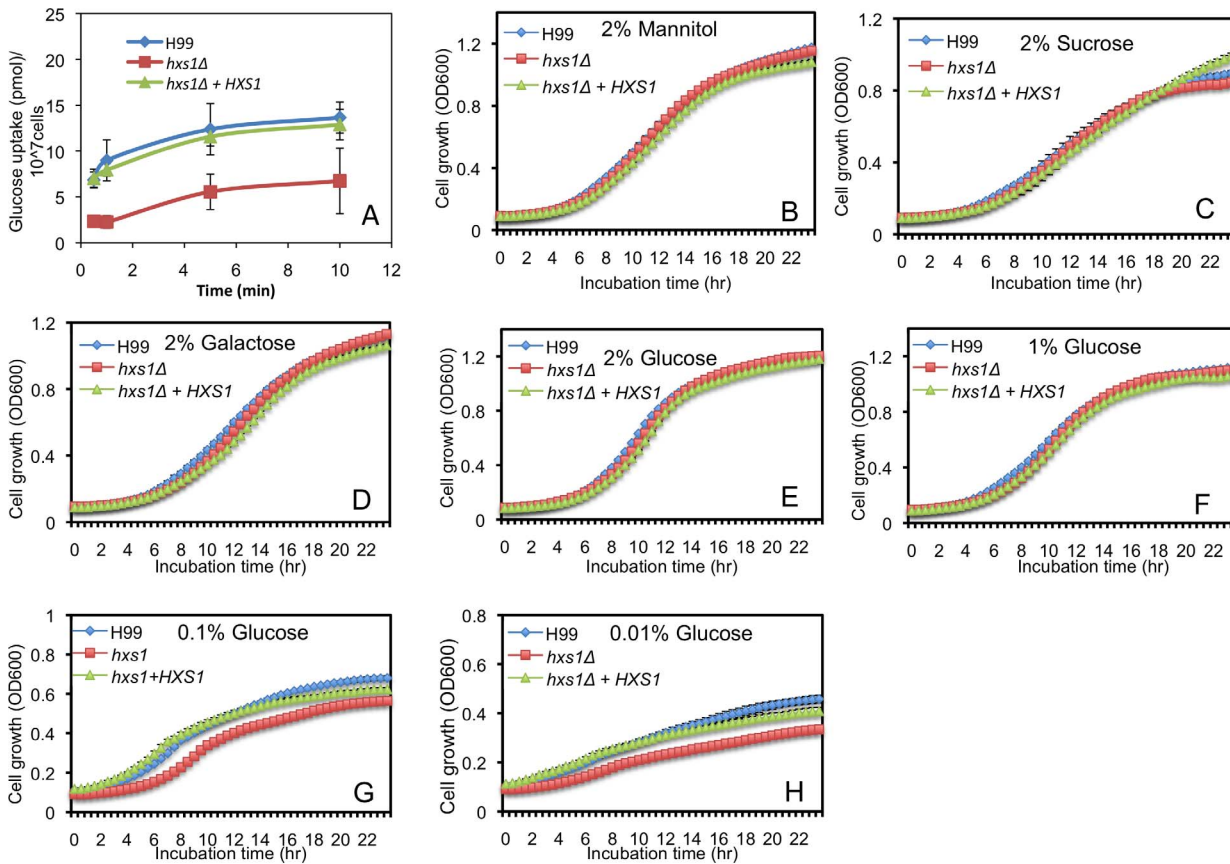 H99
hxs1Δ
hxs1Δ + HXS1
Glucose uptake (pmol)/
10^7cells
30
25
20
15
10
5
0
0 2 4 6 8 10 12
Time (min)
A
2% Mannitol
H99
hxs1Δ
hxs1Δ + HXS1
Cell growth (OD600)
1.2
0.8
0.4
0
0 2 4 6 8 10 12 14 16 18 20 22
Incubation time (hr)
B
2% Sucrose
H99
hxs1Δ
hxs1Δ + HXS1
Cell growth (OD600)
1.2
0.8
0.4
0
0 2 4 6 8 10 12 14 16 18 20 22
Incubation time (hr)
C
2% Galactose
H99
hxs1Δ
hxs1Δ + HXS1
Cell growth (OD600)
1.2
0.8
0.4
0
0 2 4 6 8 10 12 14 16 18 20 22
Incubation time (hr)
D
2% Glucose
H99
hxs1Δ
hxs1Δ + HXS1
Cell growth (OD600)
1.2
0.8
0.4
0
0 2 4 6 8 10 12 14 16 18 20 22
Incubation time (hr)
E
1% Glucose
H99
hxs1Δ
hxs1Δ + HXS1
Cell growth (OD600)
1.2
0.8
0.4
0
0 2 4 6 8 10 12 14 16 18 20 22
Incubation time (hr)
F
0.1% Glucose
H99
hxs1
hxs1+HXS1
Cell growth (OD600)
1
0.8
0.6
0.4
0.2
0
0 2 4 6 8 10 12 14 16 18 20 22
Incubation time (hr)
G
0.01% Glucose
H99
hxs1Δ
hxs1Δ + HXS1
Cell growth (OD600)
0.8
0.6
0.4
0.2
0
0 2 4 6 8 10 12 14 16 18 20 22
Incubation time (hr)
H